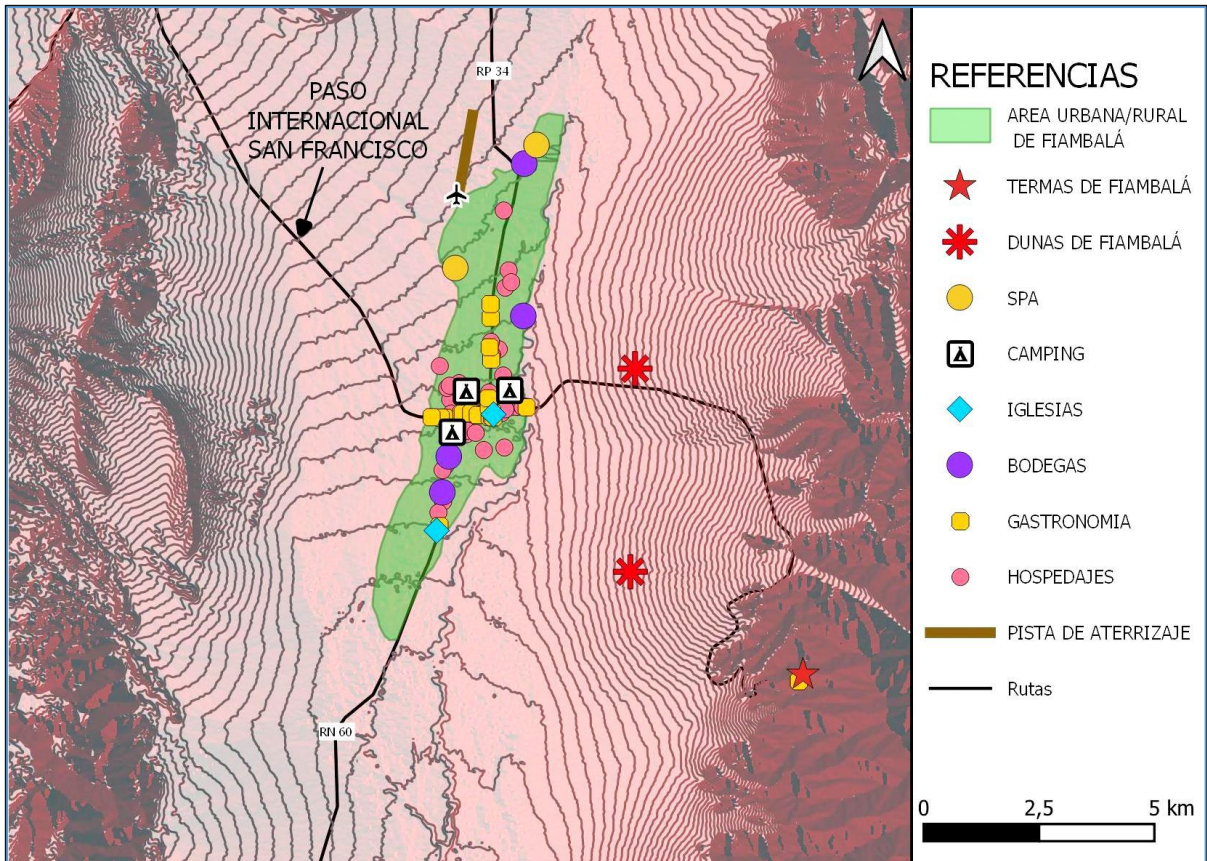 PASO
INTERNACIONAL
SAN FRANCISCO
RP 34
RN 60
REFERENCIAS
AREA URBANA/RURAL
DE FIAMBALÁ
TERMAS DE FIAMBALÁ
DUNAS DE FIAMBALÁ
SPA
CAMPING
IGLESIAS
BODEGAS
GASTRONOMIA
HOSPEDAJES
PISTA DE ATERRIZAJE
Rutas
0 2,5 5 km